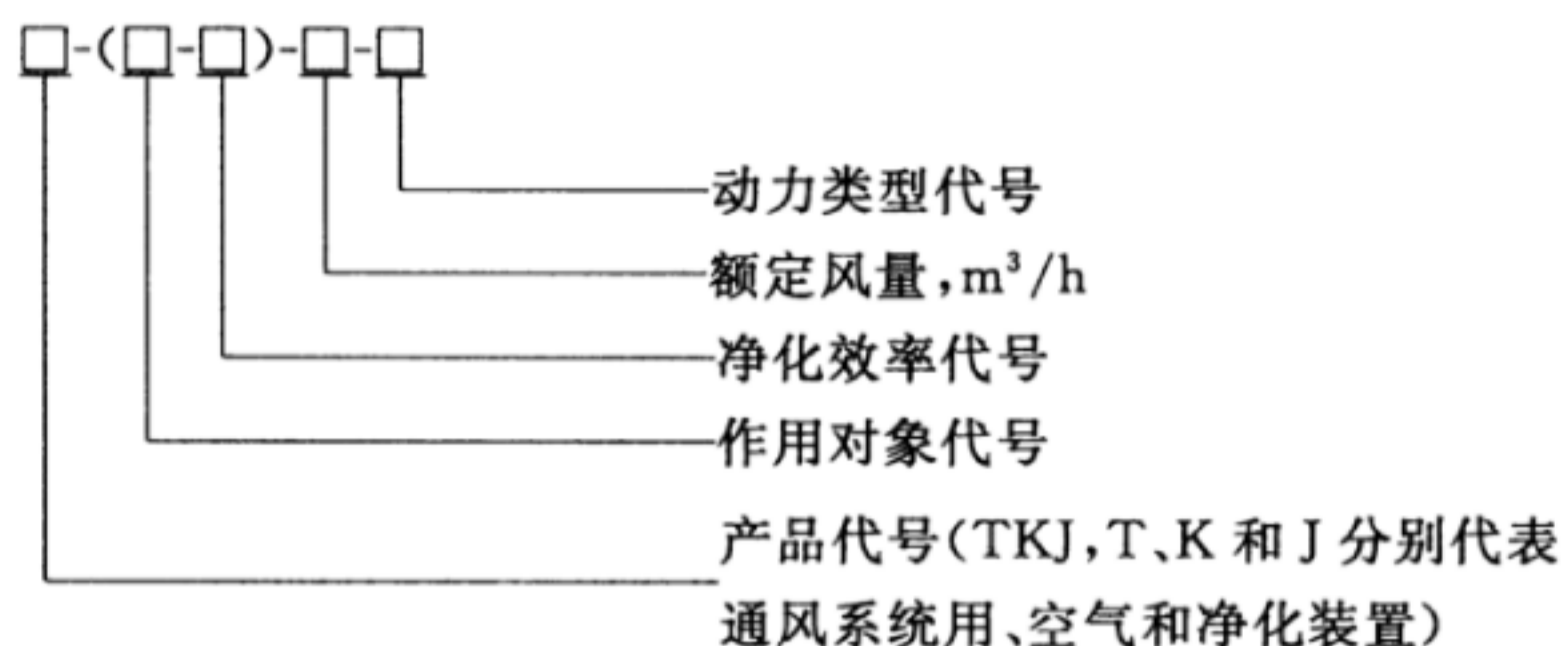 □-(□-□)-□-□
动力类型代号
额定风量,m³/h
净化效率代号
作用对象代号
产品代号(TKJ,T、K 和 J 分别代表
通风系统用、空气和净化装置)